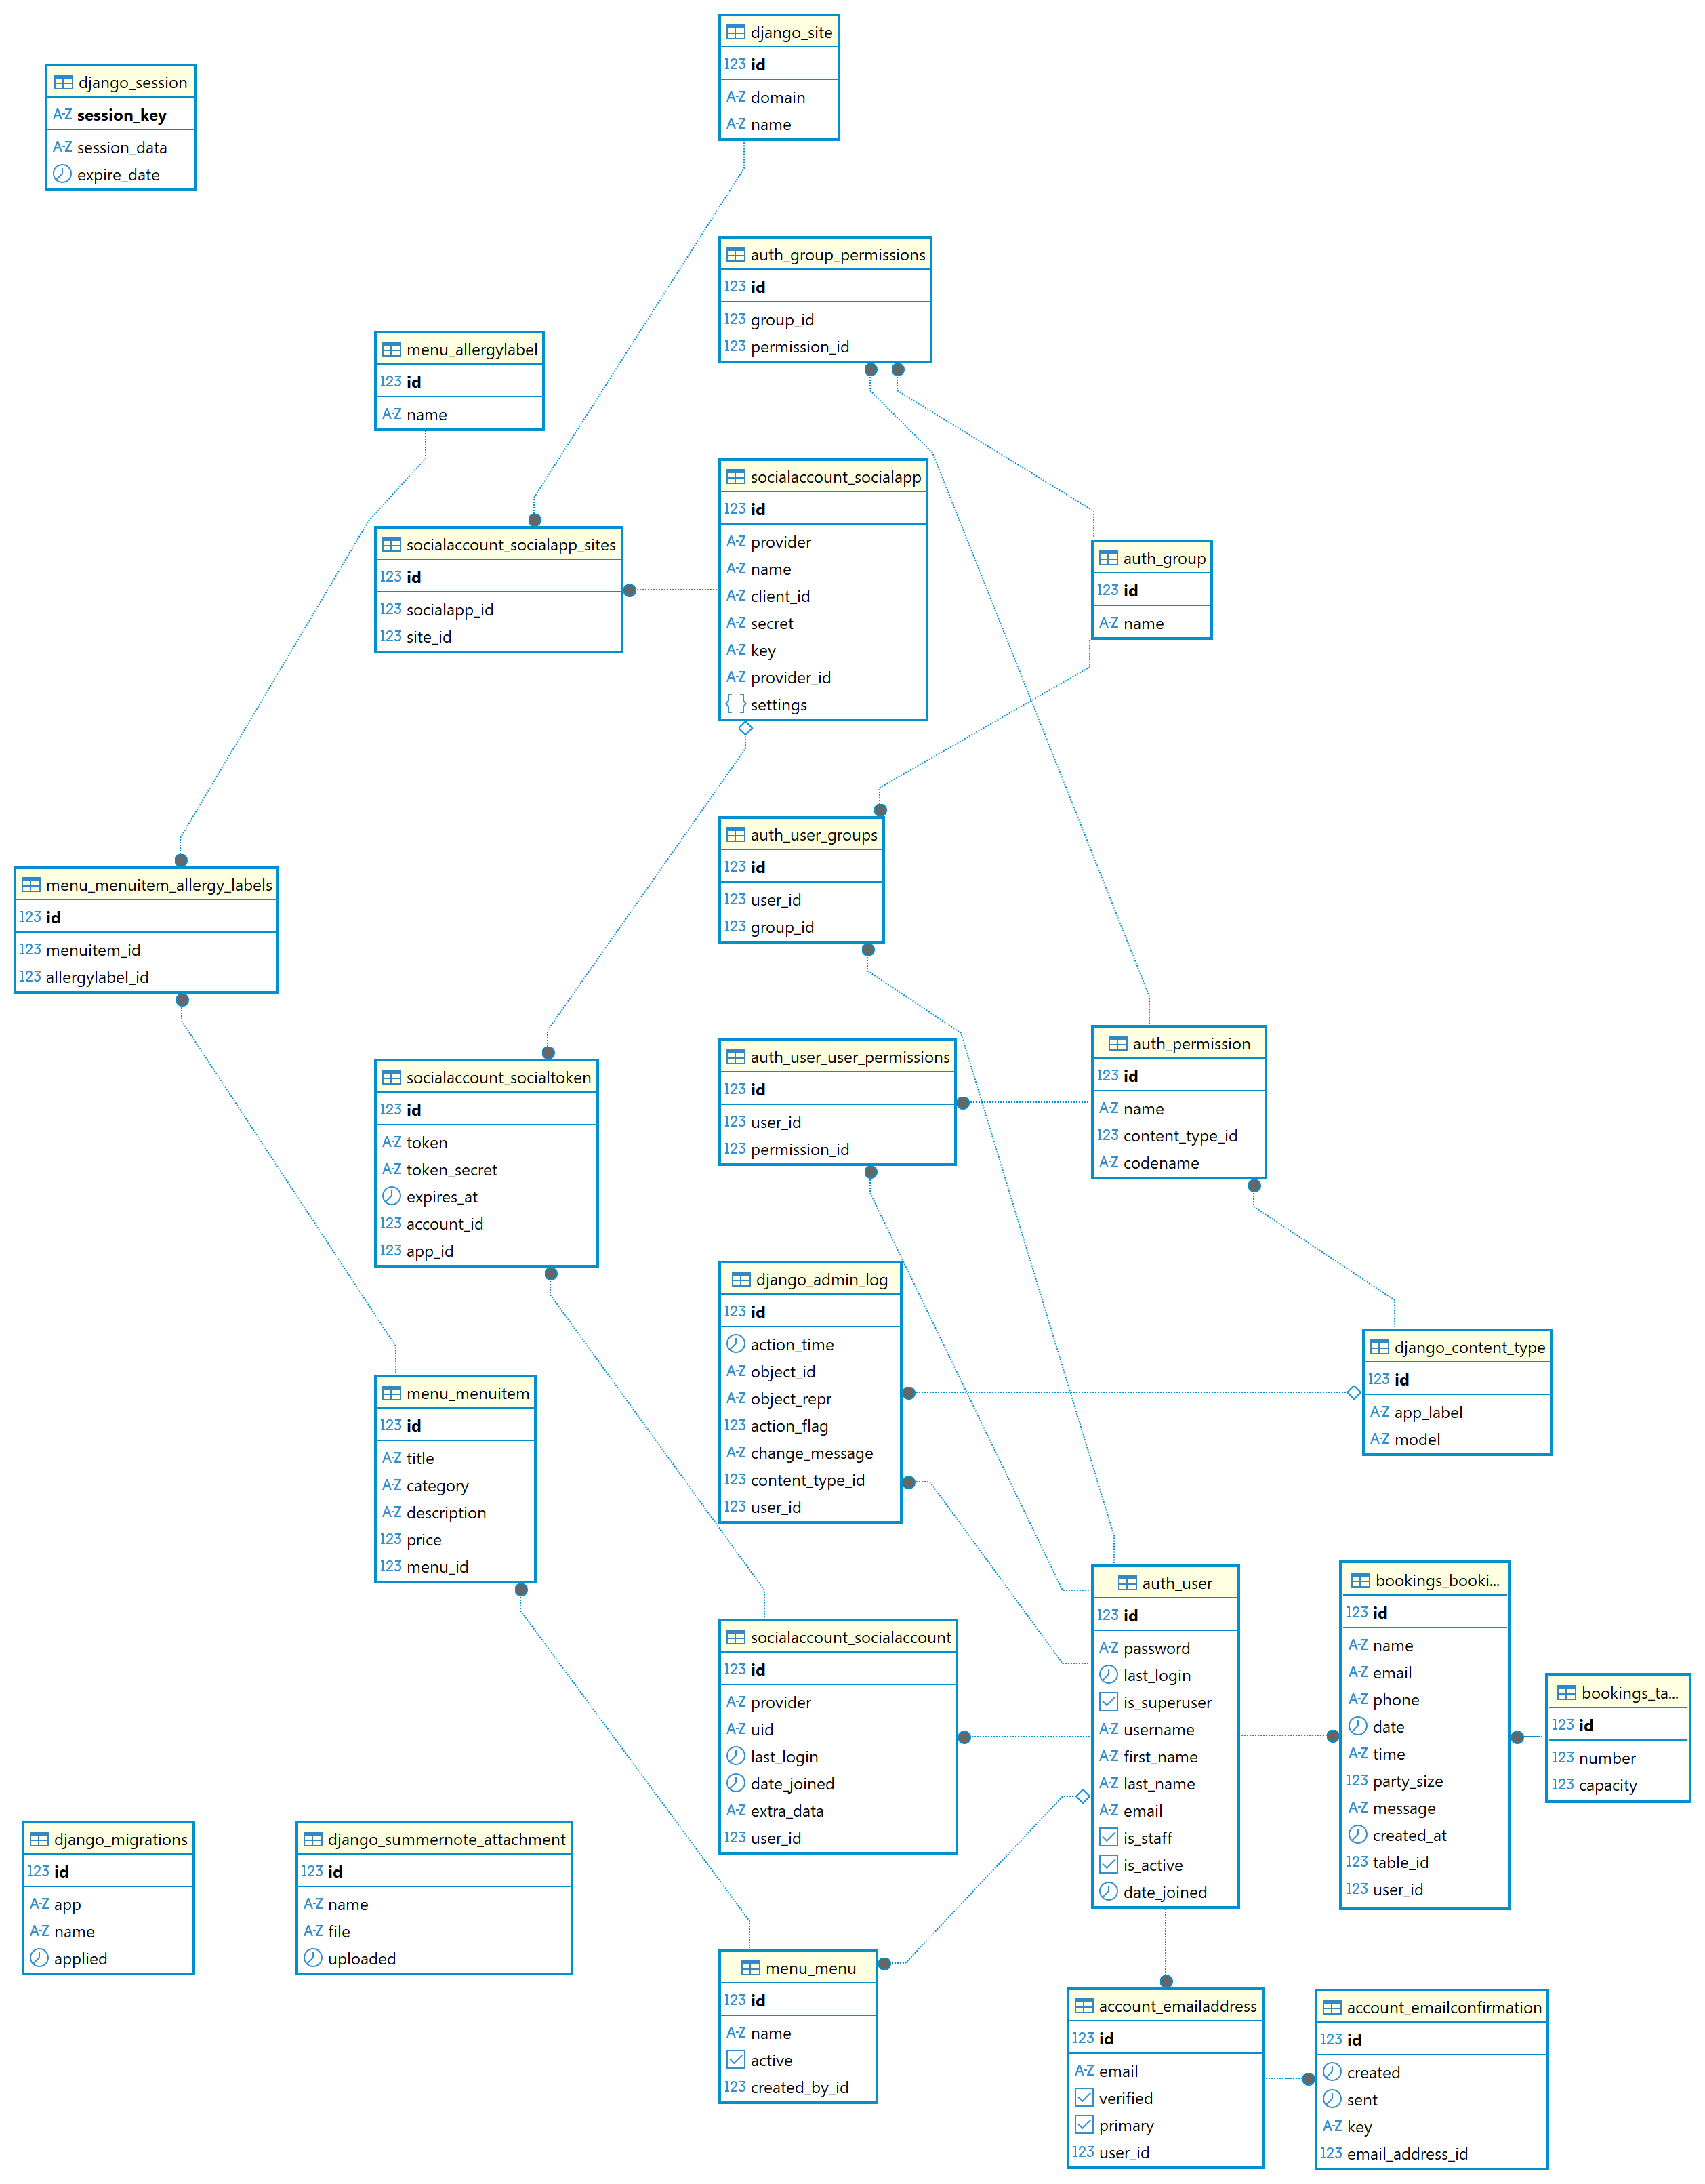 django_site
123 id
A-Z domain
A-Z name
django_session
A-Z session_key
A-Z session_data
expire_date
auth_group_permissions
123 id
123 group_id
123 permission_id
menu_allergylabel
123 id
A-Z name
socialaccount_socialapp
123 id
A-Z provider
A-Z name
A-Z client_id
A-Z secret
A-Z key
A-Z provider_id
{ } settings
socialaccount_socialapp_sites
123 id
123 socialapp_id
123 site_id
auth_group
123 id
A-Z name
auth_user_groups
123 id
123 user_id
123 group_id
menu_menuitem_allergy_labels
123 id
123 menuitem_id
123 allergylabel_id
auth_permission
123 id
A-Z name
123 content_type_id
A-Z codename
auth_user_user_permissions
123 id
123 user_id
123 permission_id
socialaccount_socialtoken
123 id
A-Z token
A-Z token_secret
expires_at
123 account_id
123 app_id
django_admin_log
123 id
action_time
A-Z object_id
A-Z object_repr
123 action_flag
A-Z change_message
123 content_type_id
123 user_id
django_content_type
123 id
A-Z app_label
A-Z model
menu_menuitem
123 id
A-Z title
A-Z category
A-Z description
123 price
123 menu_id
auth_user
123 id
A-Z password
last_login
is_superuser
A-Z username
A-Z first_name
A-Z last_name
A-Z email
is_staff
is_active
date_joined
bookings_booki...
123 id
A-Z name
A-Z email
A-Z phone
date
A-Z time
123 party_size
A-Z message
created_at
123 table_id
123 user_id
bookings_ta...
123 id
123 number
123 capacity
socialaccount_socialaccount
123 id
A-Z provider
A-Z uid
last_login
date_joined
A-Z extra_data
123 user_id
django_migrations
123 id
A-Z app
A-Z name
applied
django_summernote_attachment
123 id
A-Z name
A-Z file
uploaded
menu_menu
123 id
A-Z name
active
123 created_by_id
account_emailaddress
123 id
A-Z email
verified
primary
123 user_id
account_emailconfirmation
123 id
created
sent
A-Z key
123 email_address_id